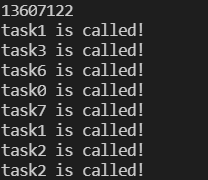 13607122
task1 is called!
task3 is called!
task6 is called!
task0 is called!
task7 is called!
task1 is called!
task2 is called!
task2 is called!